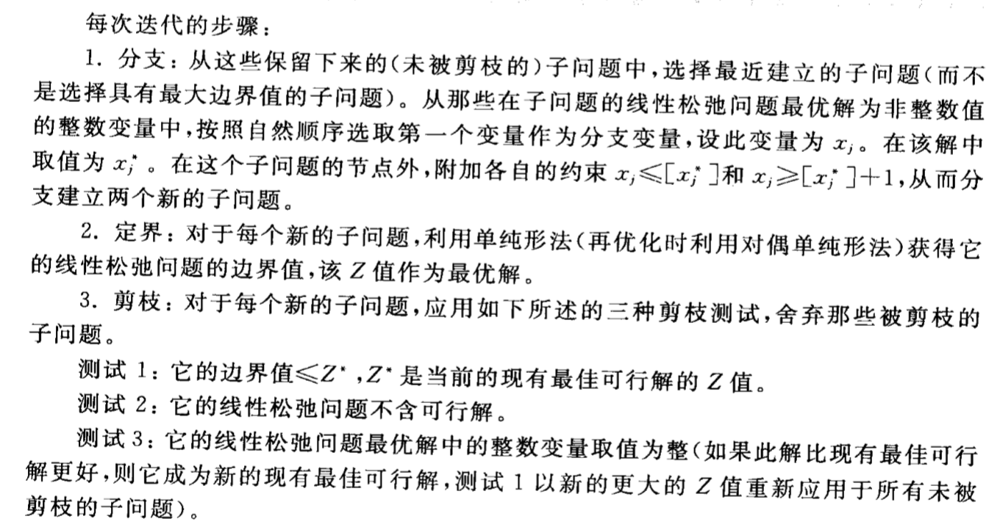 每次迭代的步骤：
1. 分支：从这些保留下来的(未被剪枝的)子问题中,选择最近建立的子问题(而不
是选择具有最大边界值的子问题)。从那些在子问题的线性松弛问题最优解为非整数值
的整数变量中,按照自然顺序选取第一个变量作为分支变量,设此变量为 xⱼ。在该解中
取值为 xⱼ*。在这个子问题的节点外,附加各自的约束 xⱼ≤[xⱼ*]和 xⱼ≥[xⱼ*]+1,从而分
支建立两个新的子问题。
2. 定界：对于每个新的子问题,利用单纯形法(再优化时利用对偶单纯形法)获得它
的线性松弛问题的边界值,该 Z 值作为最优解。
3. 剪枝：对于每个新的子问题,应用如下所述的三种剪枝测试,舍弃那些被剪枝的
子问题。
测试 1：它的边界值≤Z*,Z* 是当前的现有最佳可行解的 Z 值。
测试 2：它的线性松弛问题不含可行解。
测试 3：它的线性松弛问题最优解中的整数变量取值为整(如果此解比现有最佳可行
解更好,则它成为新的现有最佳可行解,测试 1 以新的更大的 Z 值重新应用于所有未被
剪枝的子问题)。